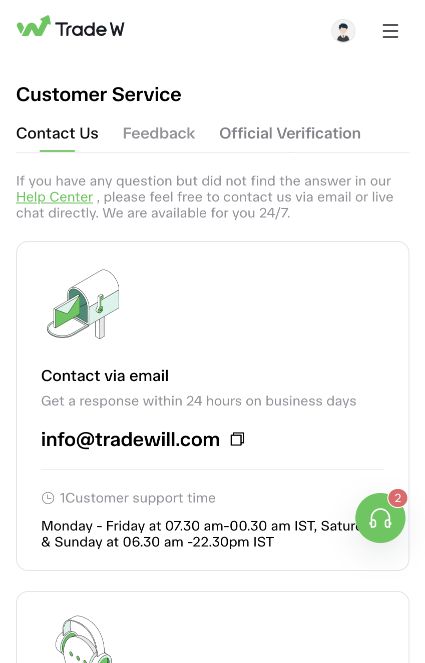 Trade W
Customer Service
Contact Us Feedback Official Verification
If you have any question but did not find the answer in our
Help Center , please feel free to contact us via email or live
chat directly. We are available for you 24/7.
Contact via email
Get a response within 24 hours on business days
info@tradewill.com
1Customer support time
2
Monday - Friday at 07.30 am-00.30 am IST,
& Sunday at 06.30 am -22.30pm IST